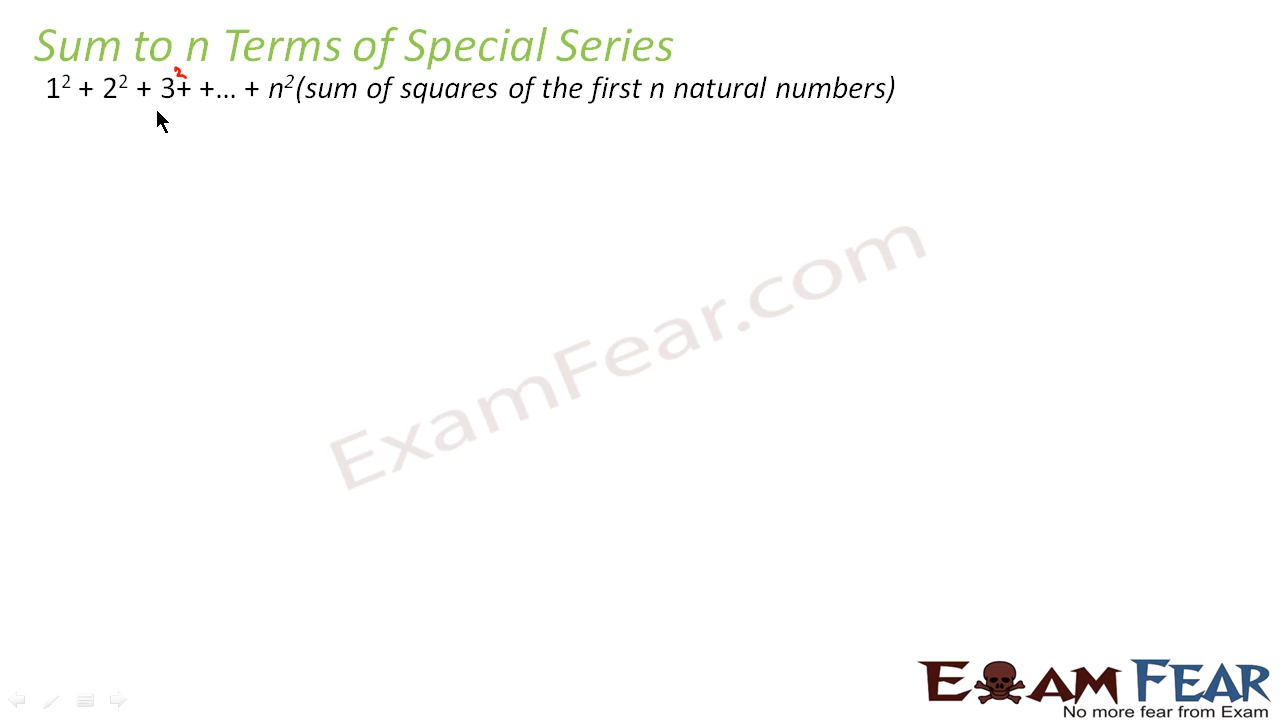 Sum to n Terms of Special Series
1² + 2² + 3²+ +... + n²(sum of squares of the first n natural numbers)
ExamFear.com
EXAM FEAR
No more fear from Exam